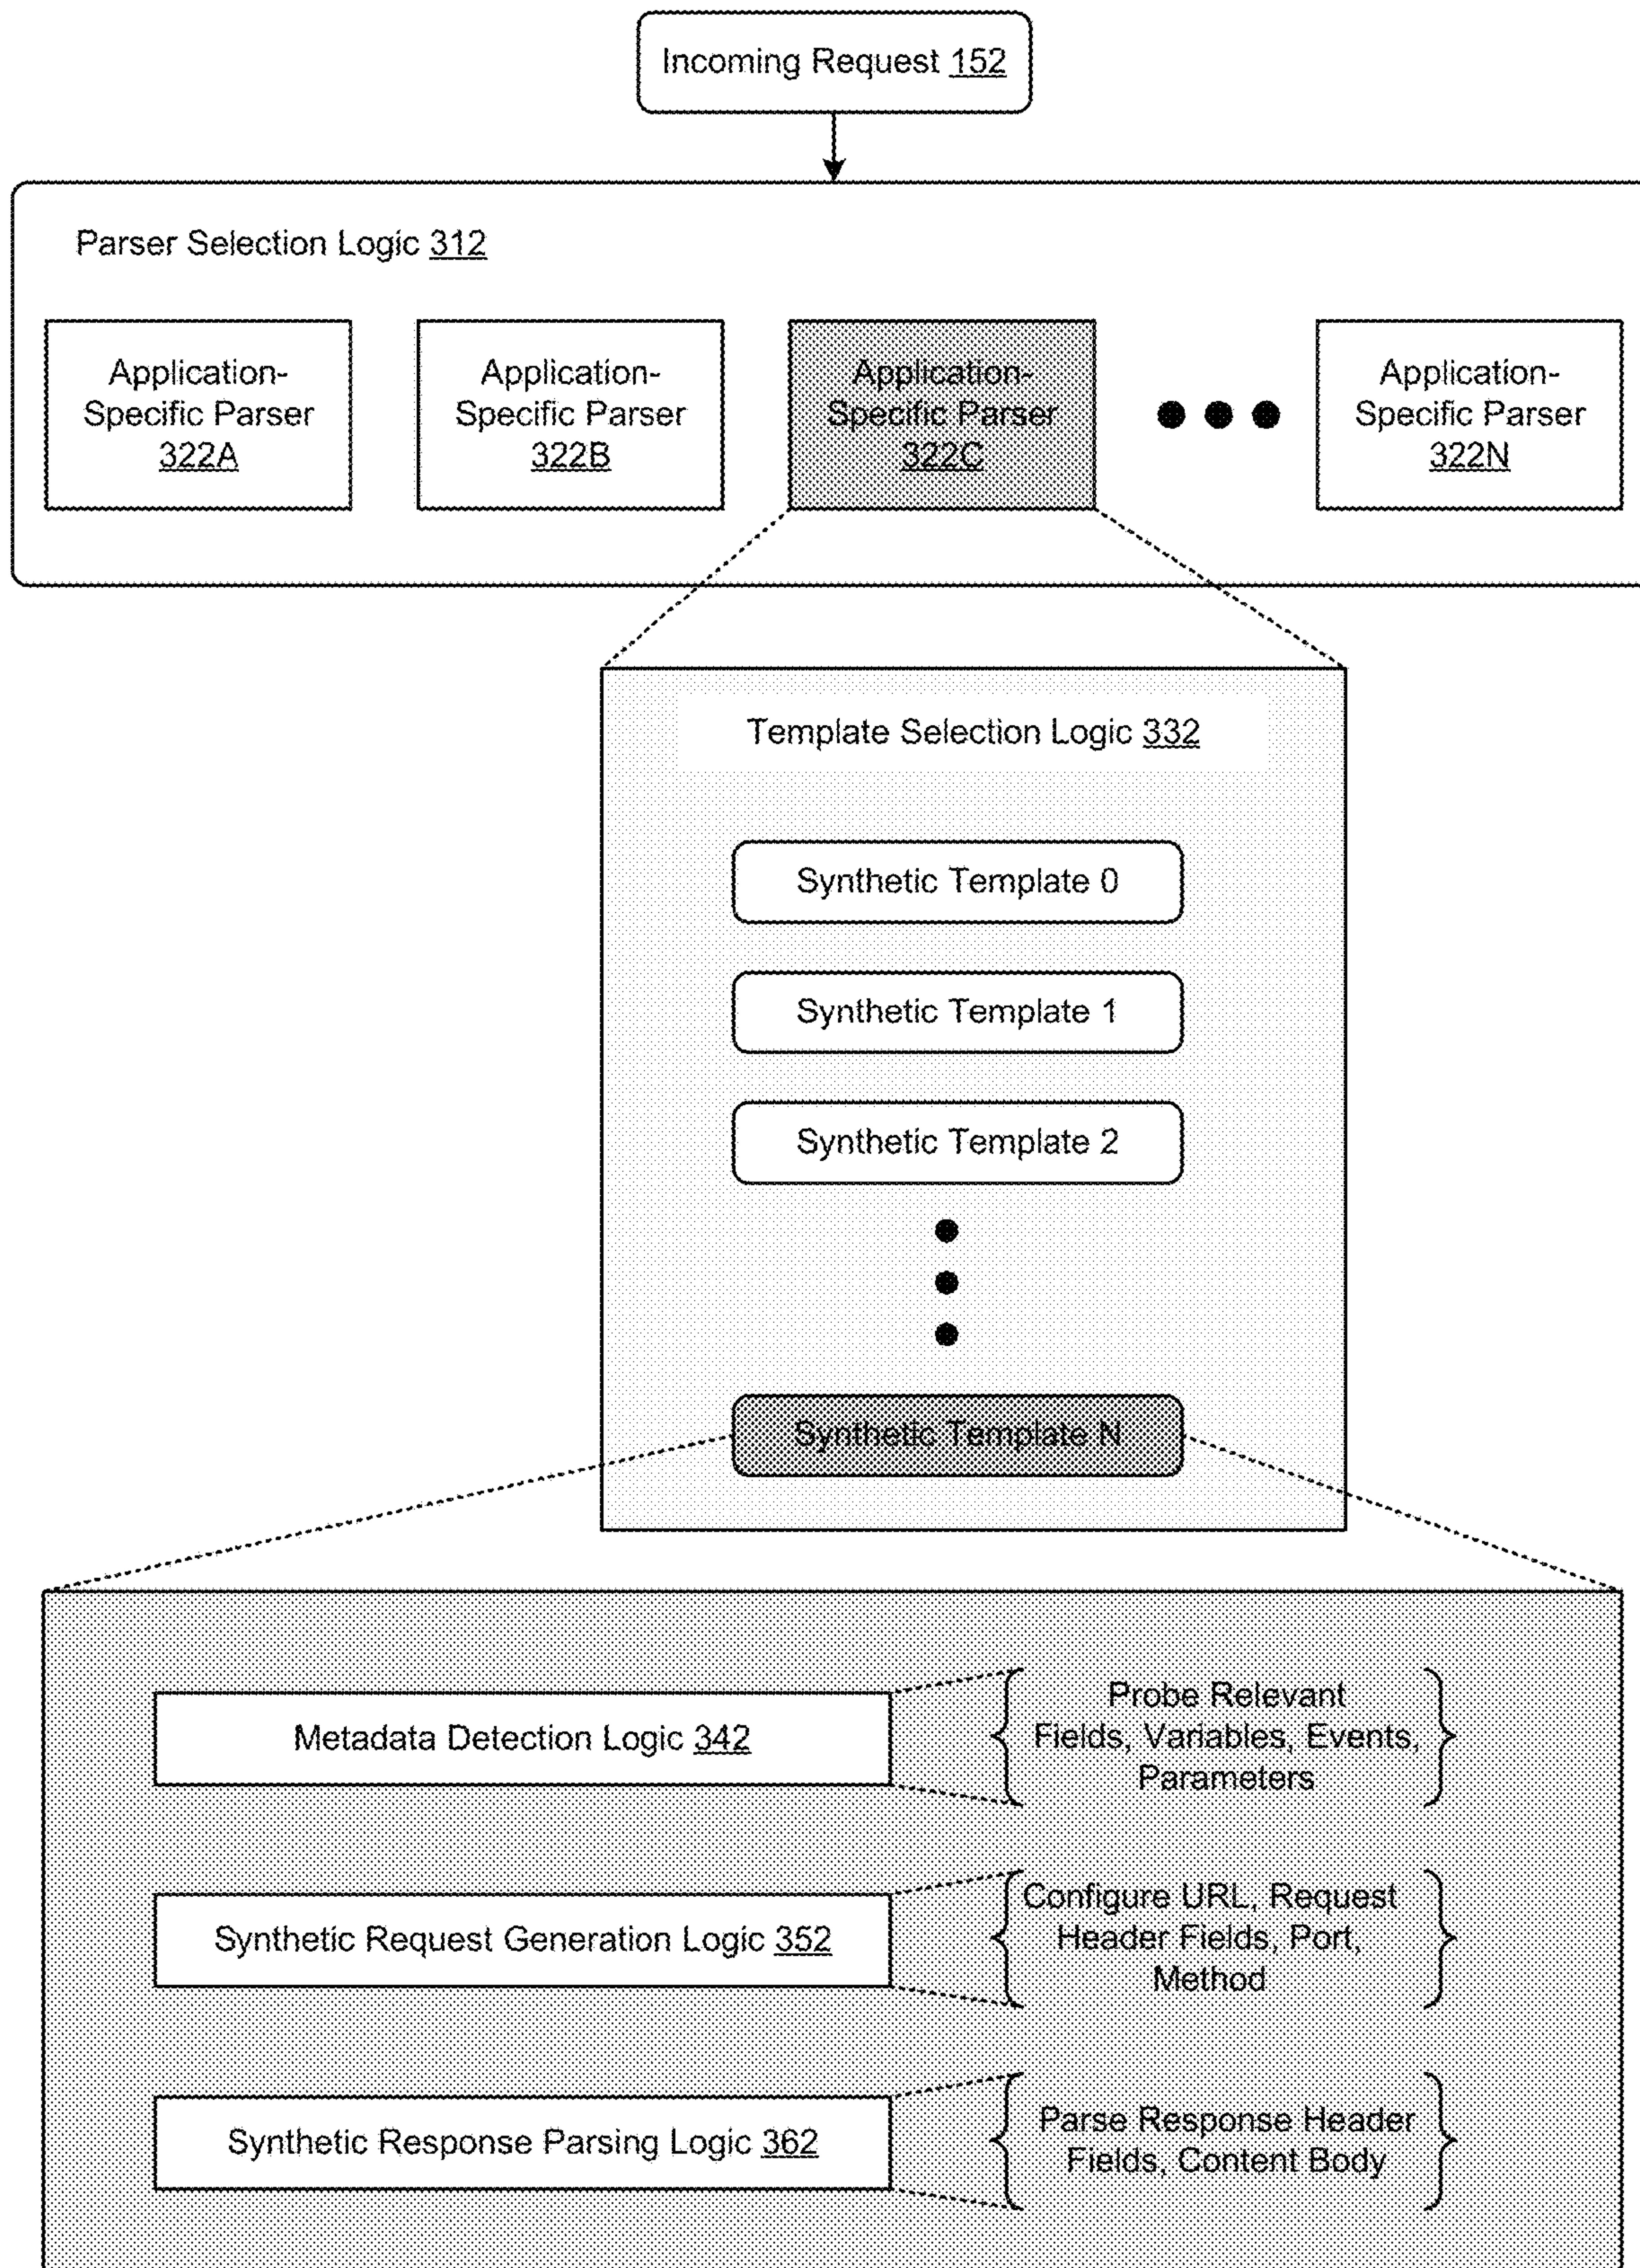 Incoming Request 152
Parser Selection Logic 312
Application-
Specific Parser
322A
Application-
Specific Parser
322B
Application-
Specific Parser
322C
Application-
Specific Parser
322N
Template Selection Logic 332
Synthetic Template 0
Synthetic Template 1
Synthetic Template 2
Synthetic Template N
Metadata Detection Logic 342
Probe Relevant
Fields, Variables, Events,
Parameters
Synthetic Request Generation Logic 352
Configure URL, Request
Header Fields, Port,
Method
Synthetic Response Parsing Logic 362
Parse Response Header
Fields, Content Body